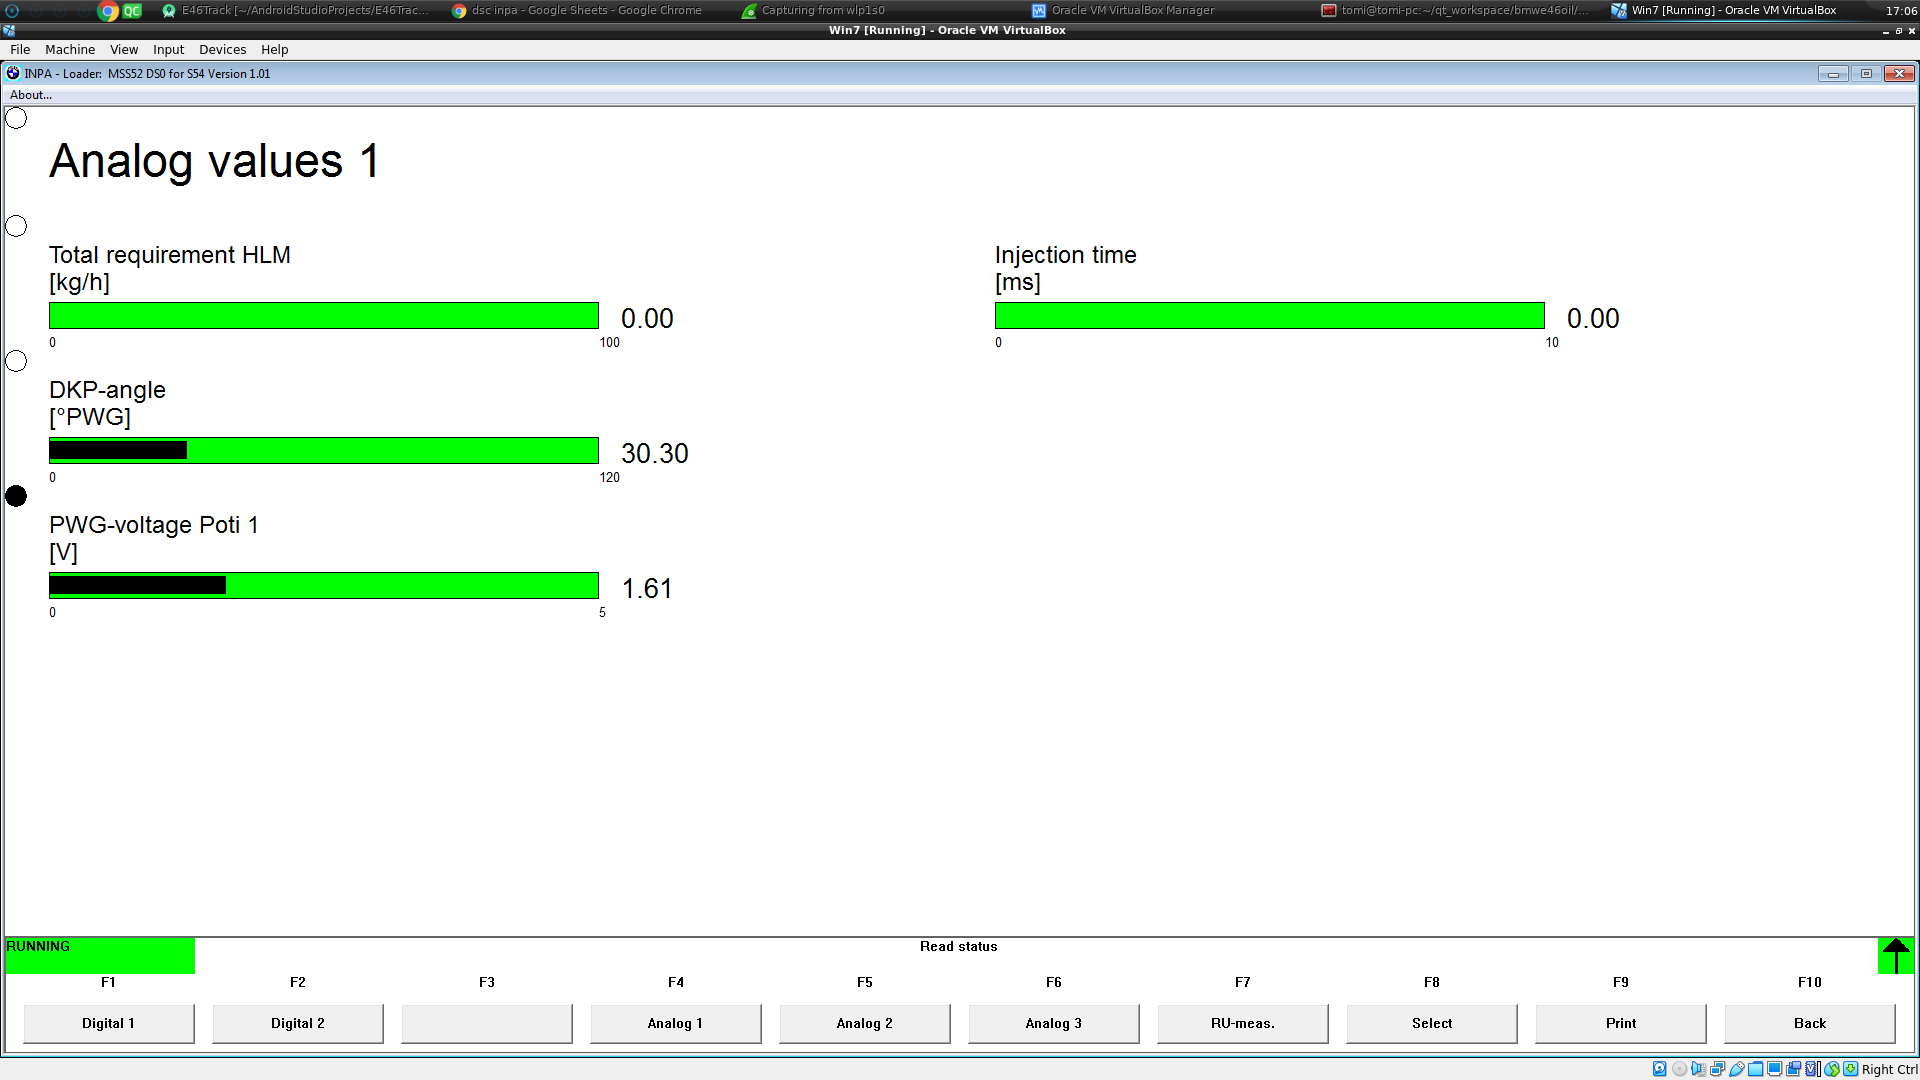 E46Track [~/AndroidStudioProjects/E46Trac...
dsc inpa - Google Sheets - Google Chrome
Capturing from wlp1s0
Oracle VM VirtualBox Manager
tomi@tomi-pc:~/qt_workspace/bmwe46oil/...
Win7 [Running] - Oracle VM VirtualBox
17:06
QC
Win7 [Running] - Oracle VM VirtualBox
File Machine View Input Devices Help
INPA - Loader: MSS52 DS0 for S54 Version 1.01
About...
Analog values 1
Total requirement HLM
[kg/h]
0.00
0 100
Injection time
[ms]
0.00
0 10
DKP-angle
[°PWG]
30.30
0 120
PWG-voltage Poti 1
[V]
1.61
0 5
RUNNING
Read status
F1 F2 F3 F4 F5 F6 F7 F8 F9 F10
Digital 1 Digital 2 Analog 1 Analog 2 Analog 3 RU-meas. Select Print Back
Right Ctrl